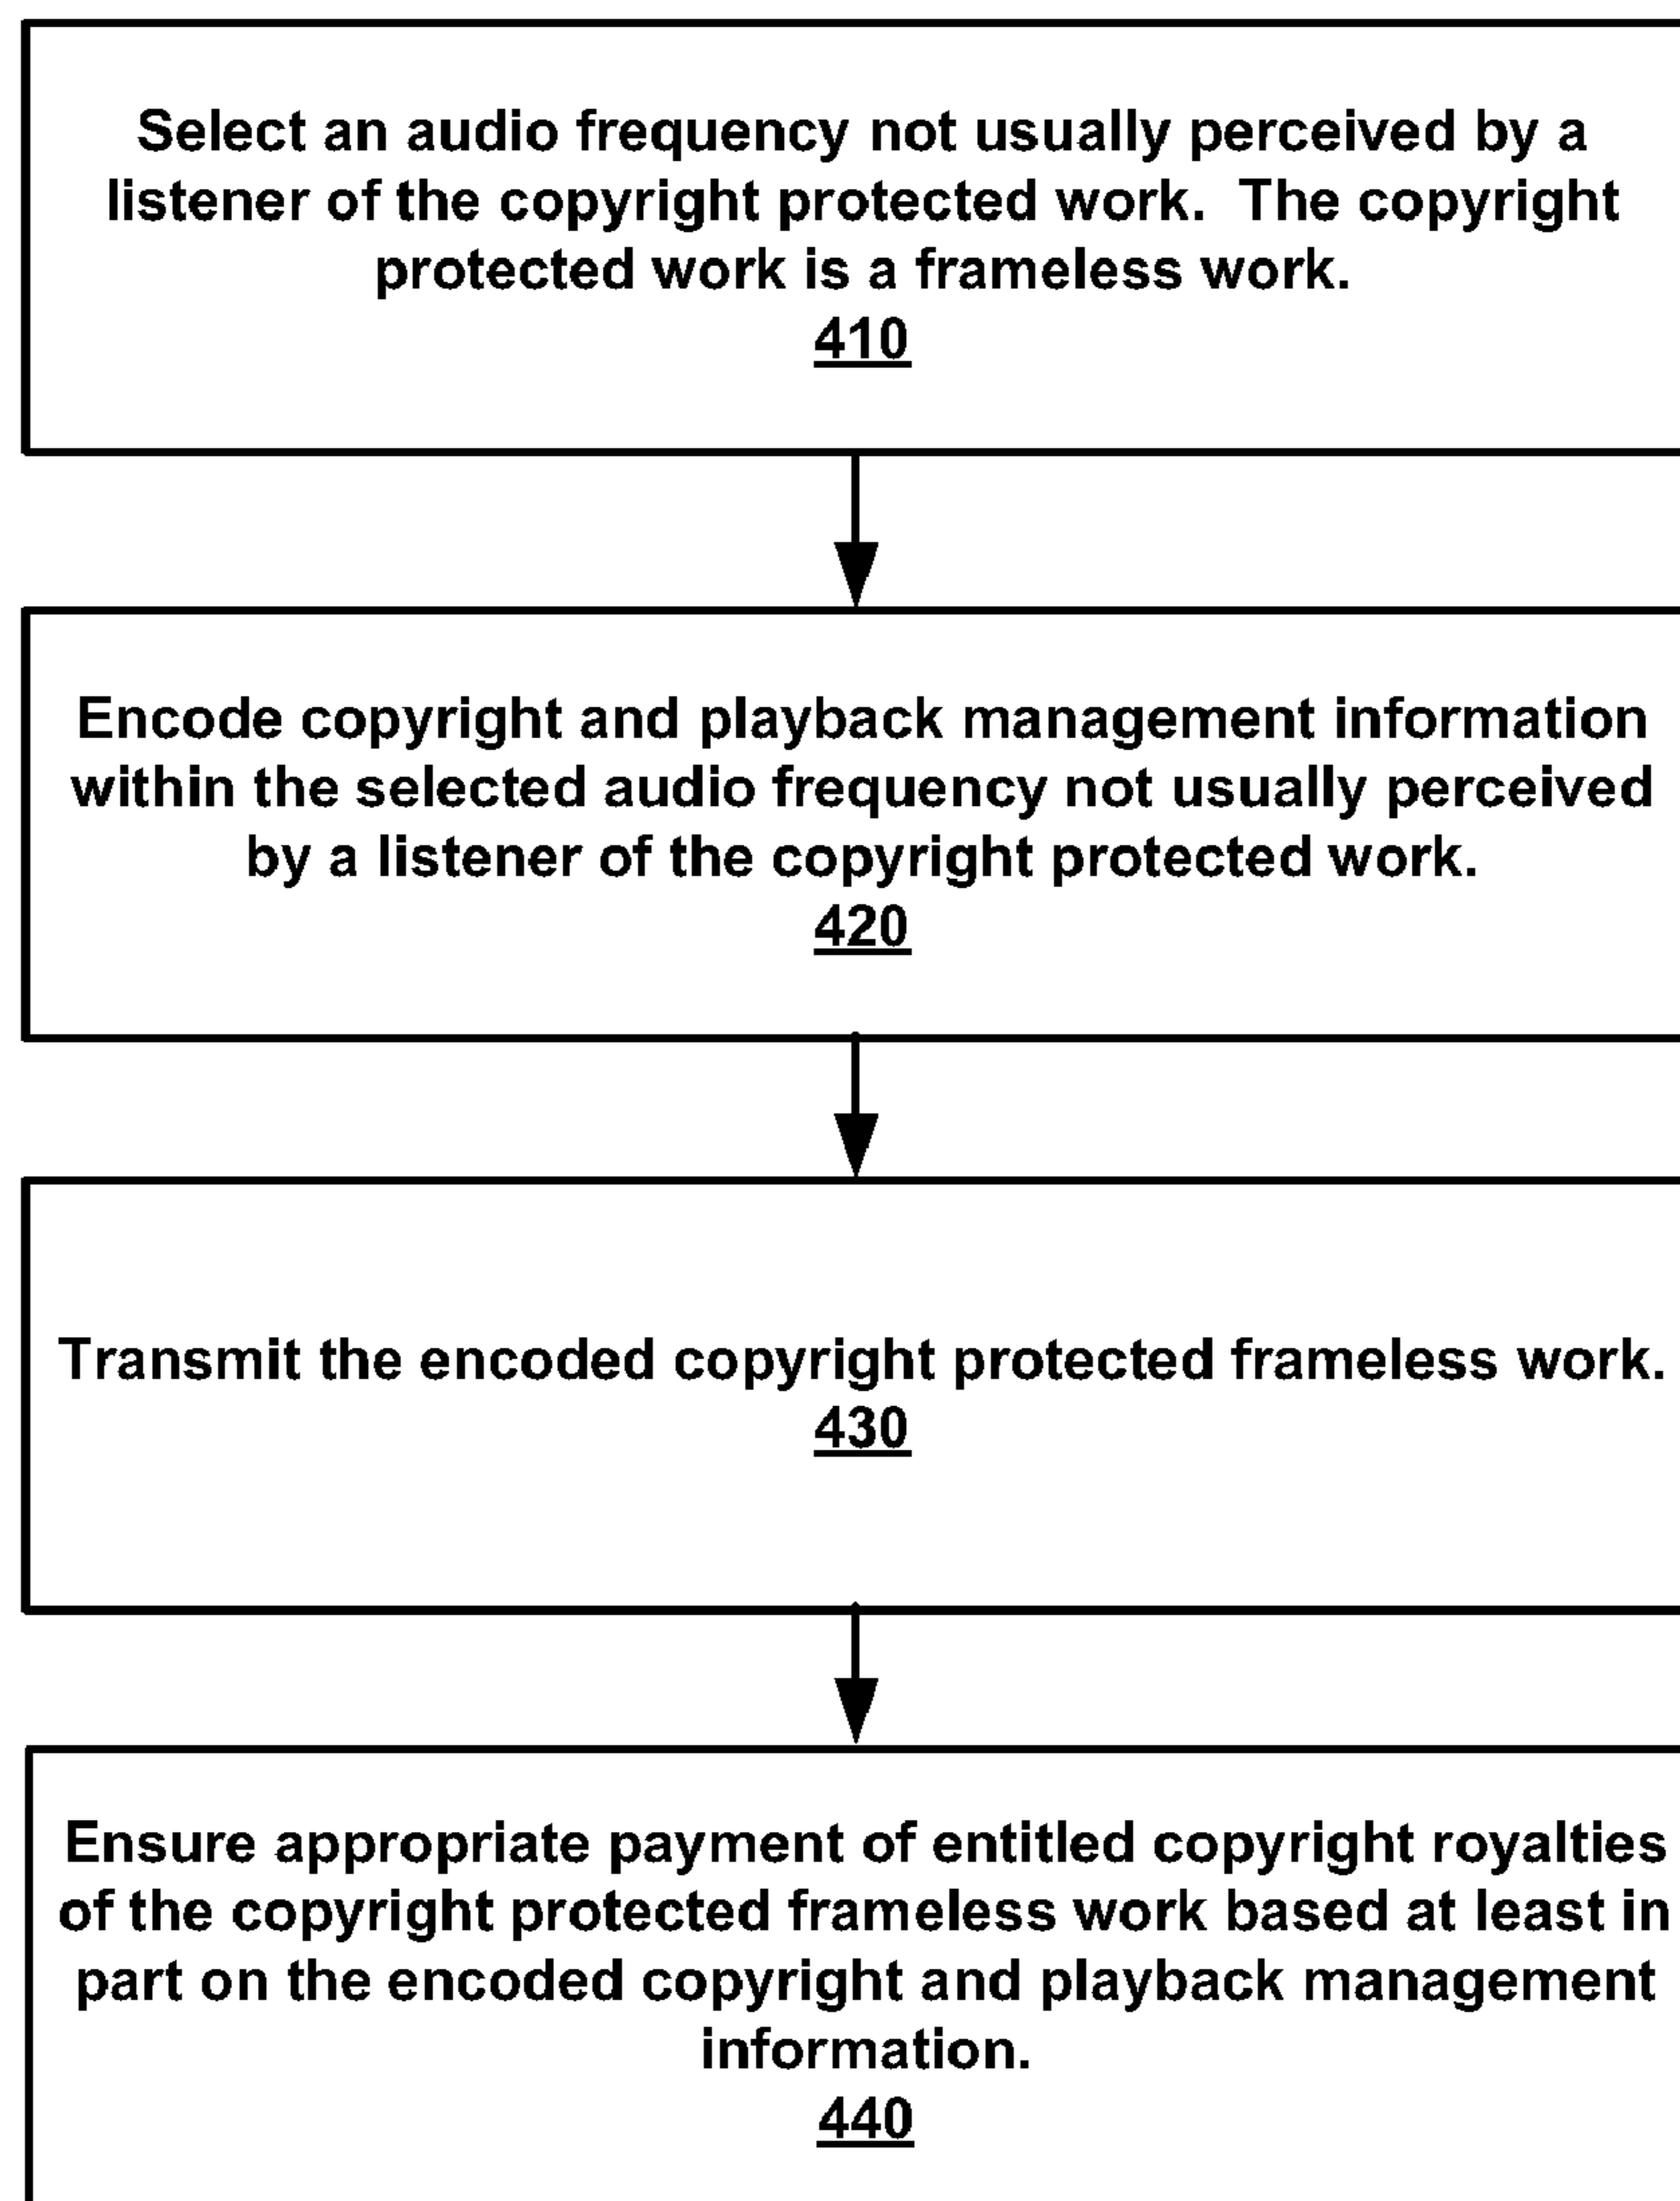 Select an audio frequency not usually perceived by a
listener of the copyright protected work.  The copyright
protected work is a frameless work.
410
Encode copyright and playback management information
within the selected audio frequency not usually perceived
by a listener of the copyright protected work.
420
Transmit the encoded copyright protected frameless work.
430
Ensure appropriate payment of entitled copyright royalties
of the copyright protected frameless work based at least in
part on the encoded copyright and playback management
information.
440